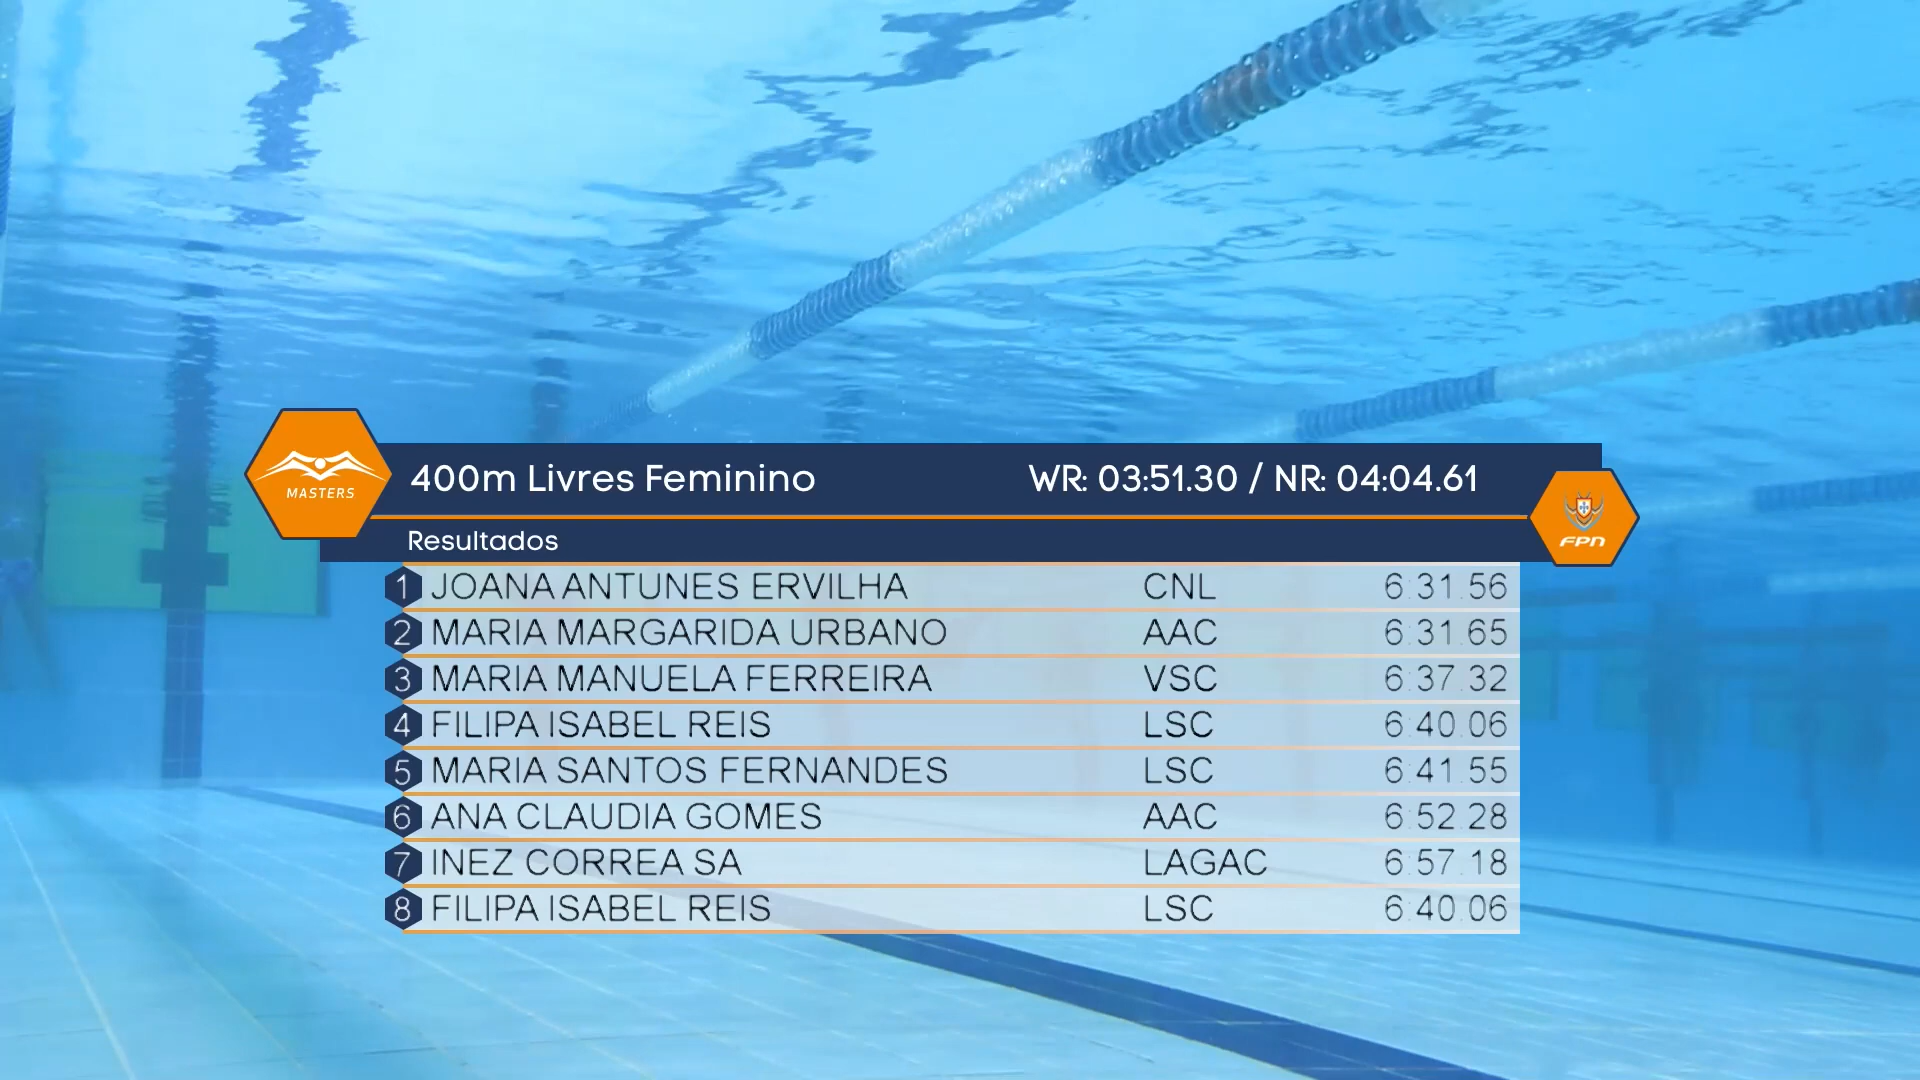 MASTERS
400m Livres Feminino WR: 03:51.30 / NR: 04:04.61
FPN
Resultados
1 JOANA ANTUNES ERVILHA CNL 6:31.56
2 MARIA MARGARIDA URBANO AAC 6:31.65
3 MARIA MANUELA FERREIRA VSC 6:37.32
4 FILIPA ISABEL REIS LSC 6:40.06
5 MARIA SANTOS FERNANDES LSC 6:41.55
6 ANA CLAUDIA GOMES AAC 6:52.28
7 INEZ CORREA SA LAGAC 6:57.18
8 FILIPA ISABEL REIS LSC 6:40.06